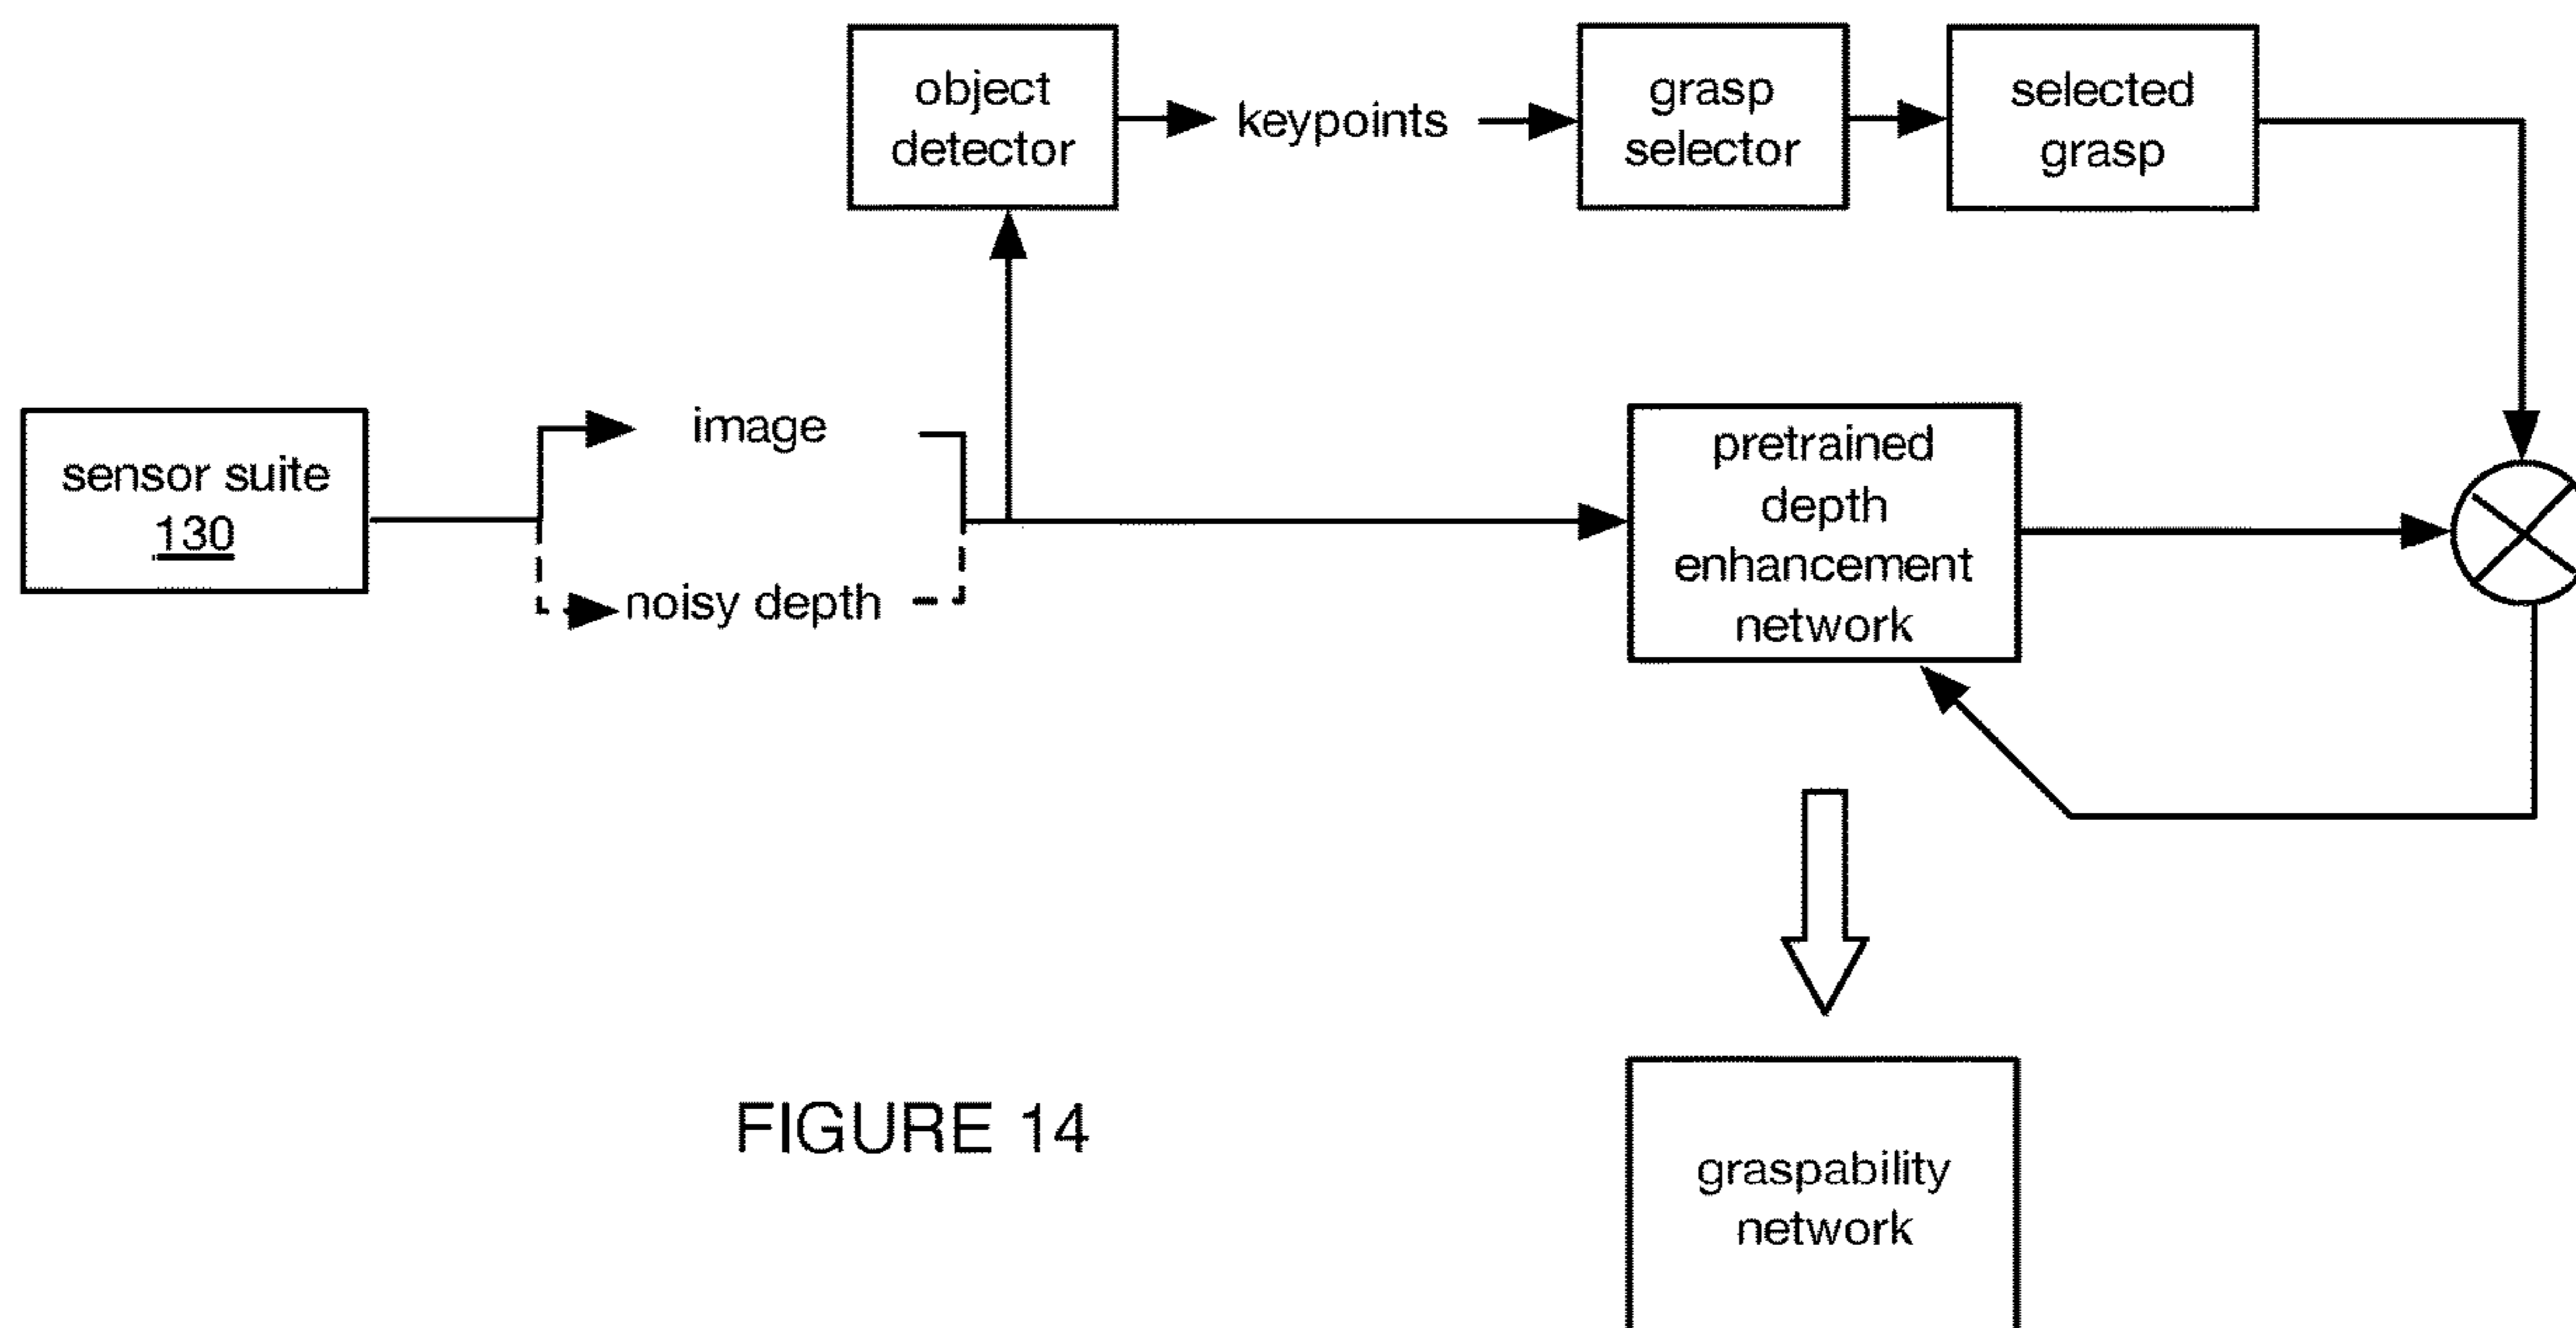 object
detector
keypoints
grasp
selector
selected
grasp
sensor suite
130
image
noisy depth
pretrained
depth
enhancement
network
FIGURE 14
graspability
network